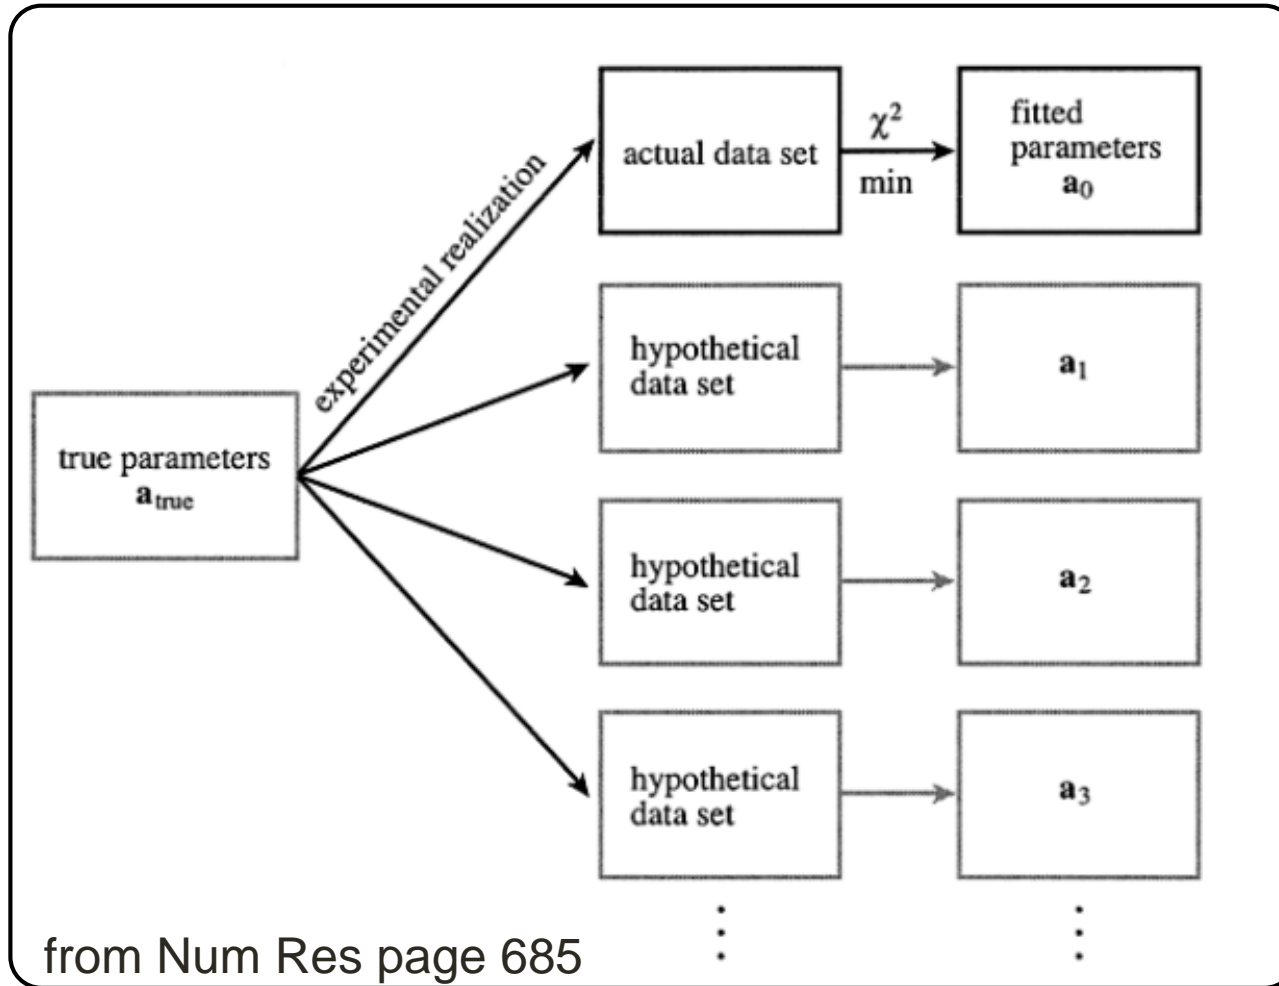 experimental realization
actual data set
χ²
min
fitted
parameters
a₀
hypothetical
data set
a₁
true parameters
a_true
hypothetical
data set
a₂
hypothetical
data set
a₃
from Num Res page 685